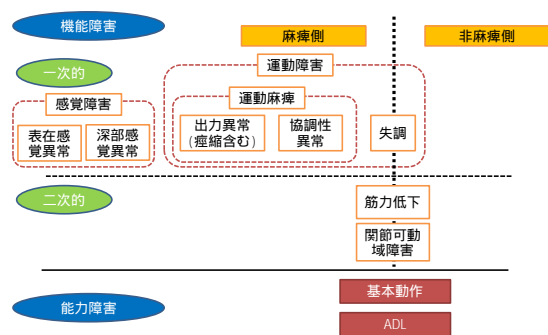 機能障害
麻痺側
非麻痺側
一次的
運動障害
感覚障害
運動麻痺
表在感
覚異常
深部感
覚異常
出力異常
(痙縮含む)
協調性
異常
失調
二次的
筋力低下
関節可動
域障害
能力障害
基本動作
ADL